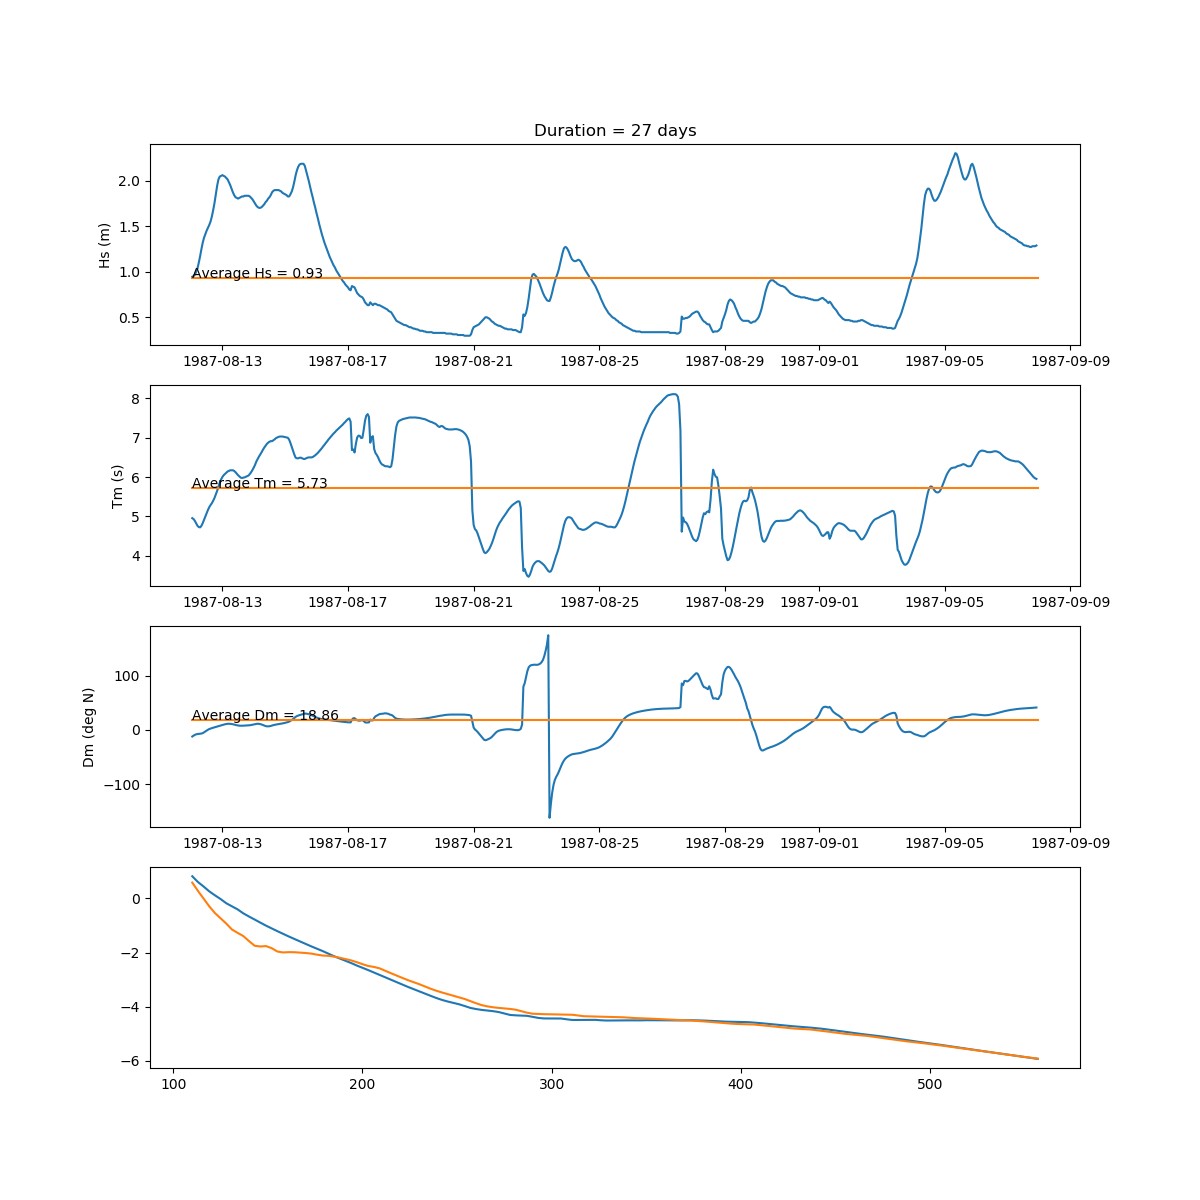 Duration = 27 days
Hs (m)
2.0
1.5
1.0
0.5
Average Hs = 0.93
1987-08-13 1987-08-17 1987-08-21 1987-08-25 1987-08-29 1987-09-01 1987-09-05 1987-09-09
Tm (s)
8
7
6
5
4
Average Tm = 5.73
1987-08-13 1987-08-17 1987-08-21 1987-08-25 1987-08-29 1987-09-01 1987-09-05 1987-09-09
Dm (deg N)
100
0
−100
Average Dm = 18.86
1987-08-13 1987-08-17 1987-08-21 1987-08-25 1987-08-29 1987-09-01 1987-09-05 1987-09-09
0
−2
−4
−6
100 200 300 400 500